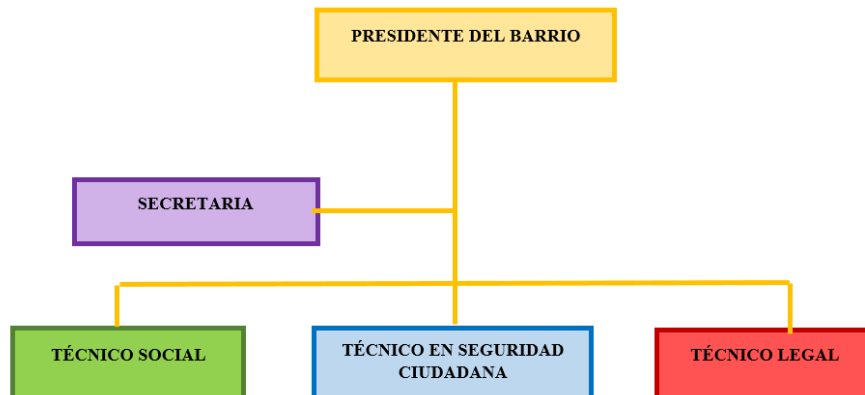 PRESIDENTE DEL BARRIO
SECRETARIA
TÉCNICO SOCIAL
TÉCNICO EN SEGURIDAD
CIUDADANA
TÉCNICO LEGAL